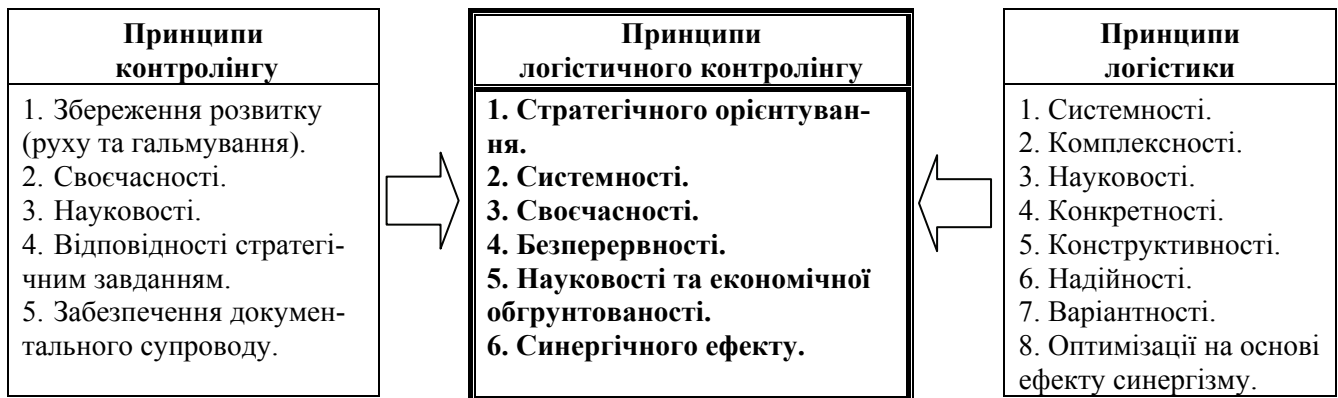 Принципи
контролінгу
1. Збереження розвитку
(руху та гальмування).
2. Своєчасності.
3. Науковості.
4. Відповідності стратегі-
чним завданням.
5. Забезпечення докумен-
тального супроводу.
Принципи
логістичного контролінгу
1. Стратегічного орієнтуван-
ня.
2. Системності.
3. Своєчасності.
4. Безперервності.
5. Науковості та економічної
обгрунтованості.
6. Синергічного ефекту.
Принципи
логістики
1. Системності.
2. Комплексності.
3. Науковості.
4. Конкретності.
5. Конструктивності.
6. Надійності.
7. Варіантності.
8. Оптимізації на основі
ефекту синергізму.